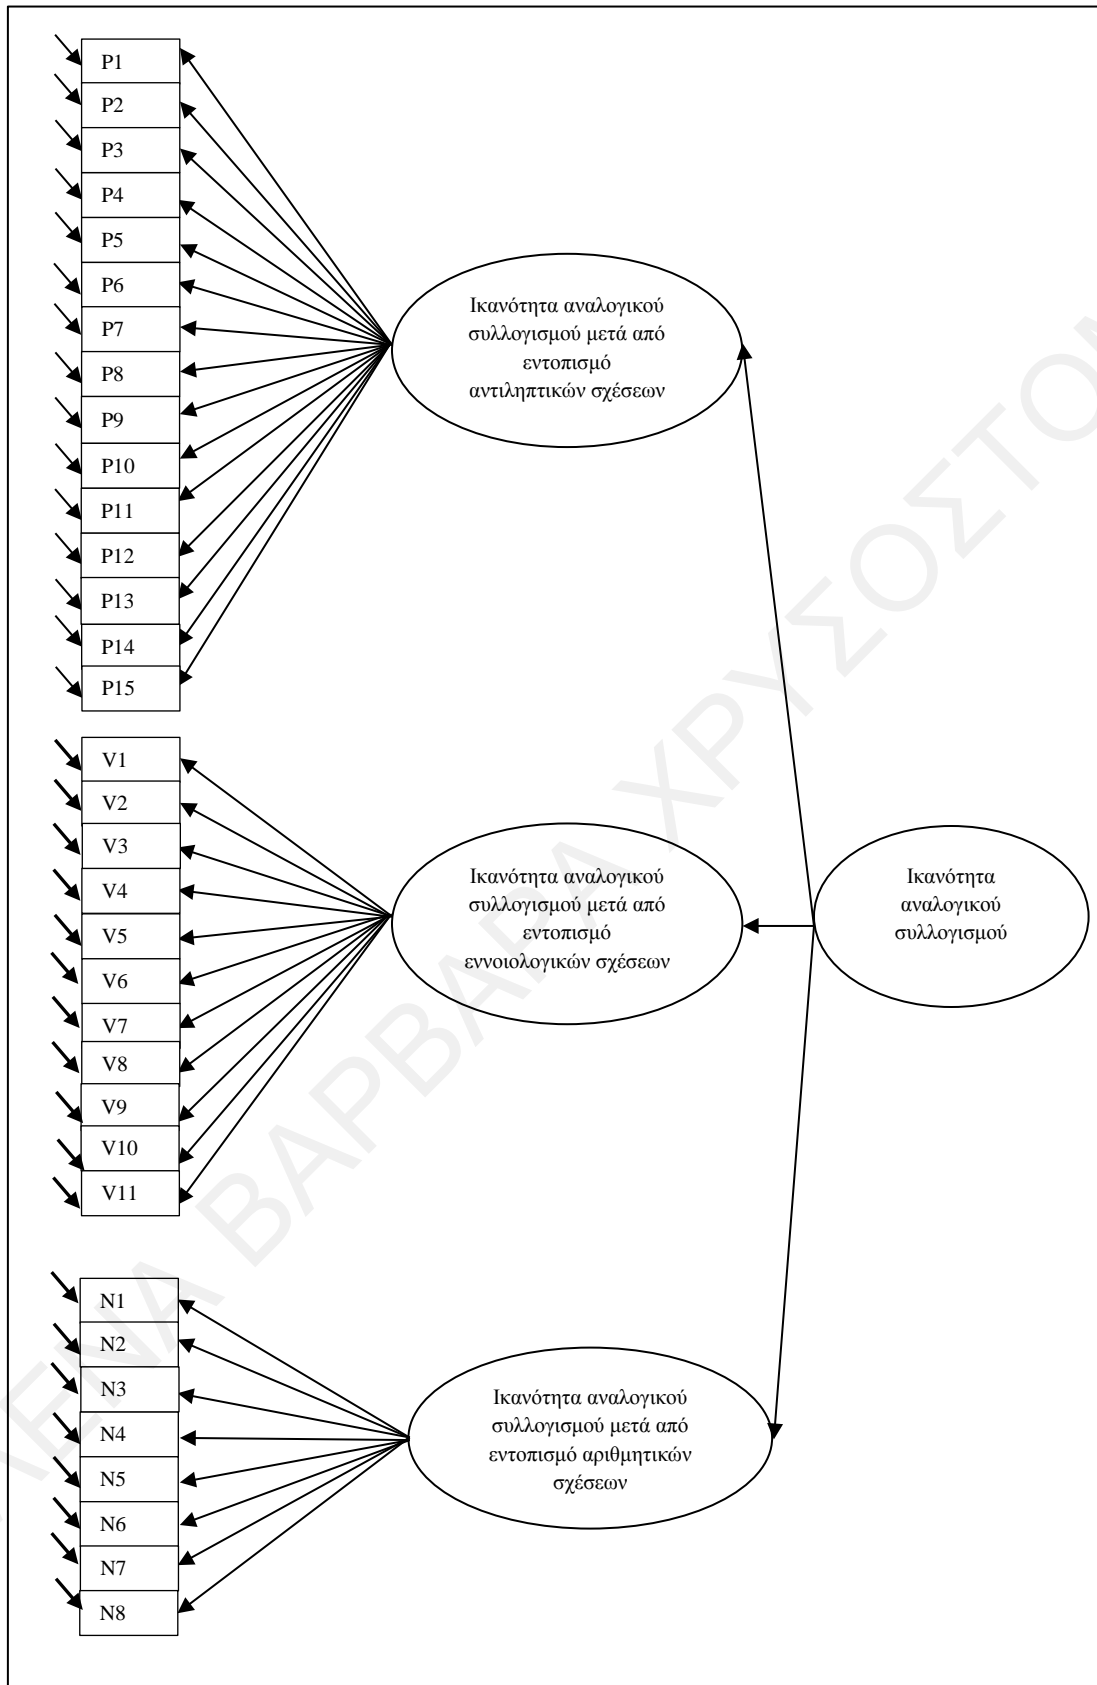 P1
P2
P3
P4
P5
P6
P7
P8
P9
P10
P11
P12
P13
P14
P15
Ικανότητα αναλογικού
συλλογισμού μετά από
εντοπισμό
αντιληπτικών σχέσεων
V1
V2
V3
V4
V5
V6
V7
V8
V9
V10
V11
Ικανότητα αναλογικού
συλλογισμού μετά από
εντοπισμό
εννοιολογικών σχέσεων
Ικανότητα
αναλογικού
συλλογισμού
N1
N2
N3
N4
N5
N6
N7
N8
Ικανότητα αναλογικού
συλλογισμού μετά από
εντοπισμό αριθμητικών
σχέσεων
ΒΑΡΒΑΡΑ